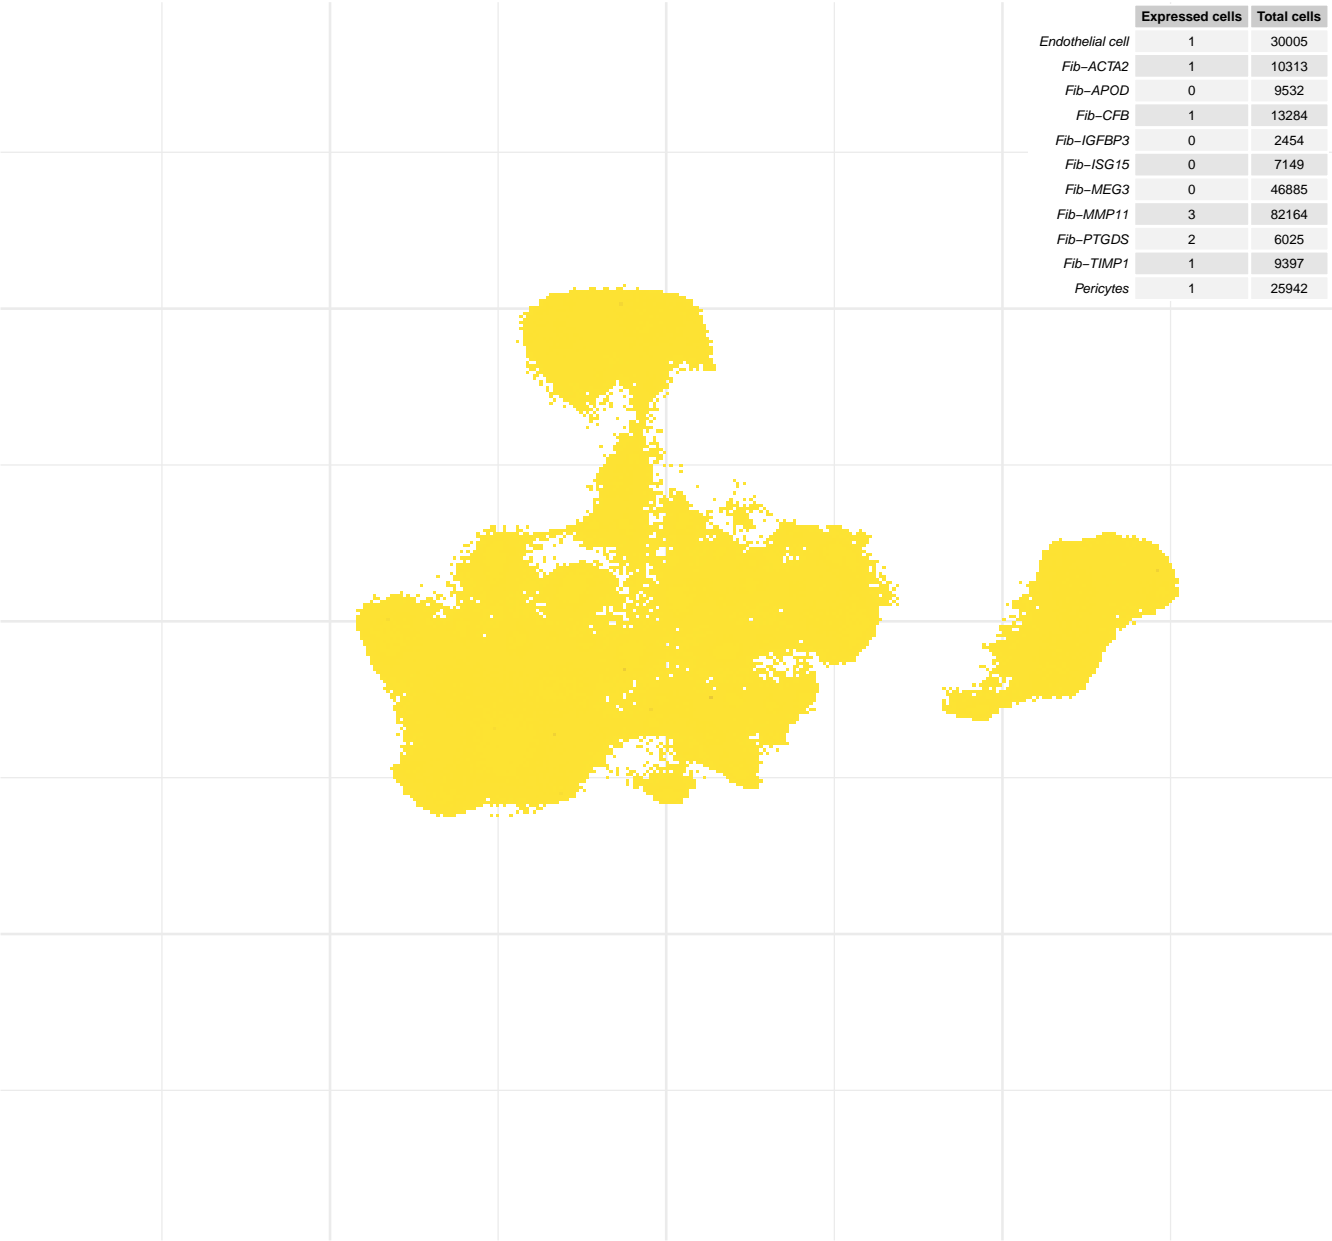 Expressed cells Total cells
Endothelial cell 1 30005
Fib−ACTA2 1 10313
Fib−APOD 0 9532
Fib−CFB 1 13284
Fib−IGFBP3 0 2454
Fib−ISG15 0 7149
Fib−MEG3 0 46885
Fib−MMP11 3 82164
Fib−PTGDS 2 6025
Fib−TIMP1 1 9397
Pericytes 1 25942